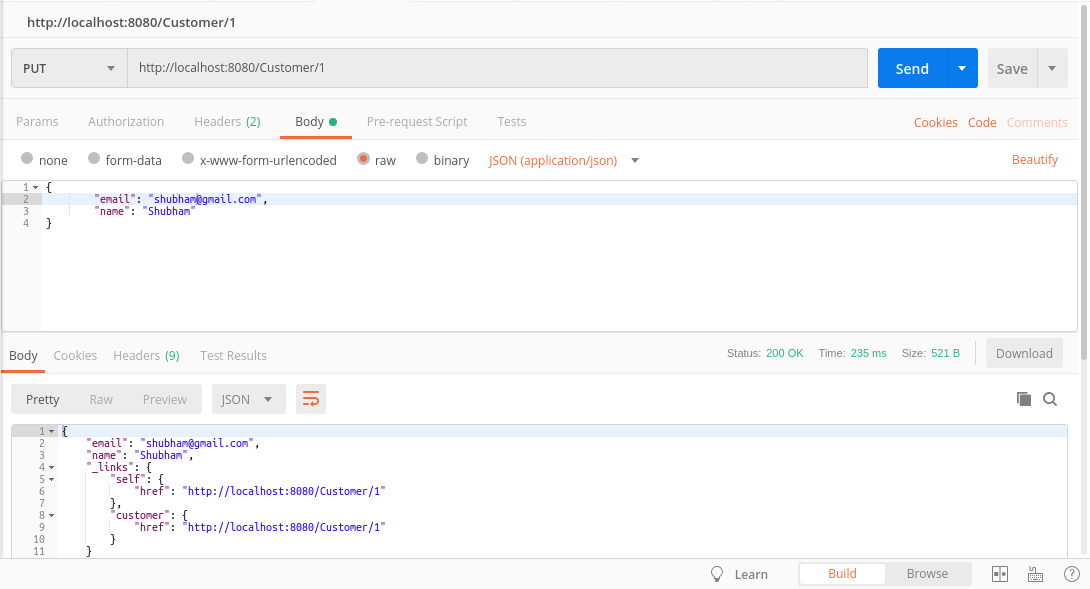 http://localhost:8080/Customer/1
PUT http://localhost:8080/Customer/1 Send Save
Params Authorization Headers (2) Body Pre-request Script Tests Cookies Code Comments
none form-data x-www-form-urlencoded raw binary JSON (application/json) Beautify
1 {
2 "email": "shubham@gmail.com",
3 "name": "Shubham"
4 }
Body Cookies Headers (9) Test Results Status: 200 OK Time: 235 ms Size: 521 B Download
Pretty Raw Preview JSON
1 {
2 "email": "shubham@gmail.com",
3 "name": "Shubham",
4 "_links": {
5 "self": {
6 "href": "http://localhost:8080/Customer/1"
7 },
8 "customer": {
9 "href": "http://localhost:8080/Customer/1"
10 }
11 }
Learn Build Browse